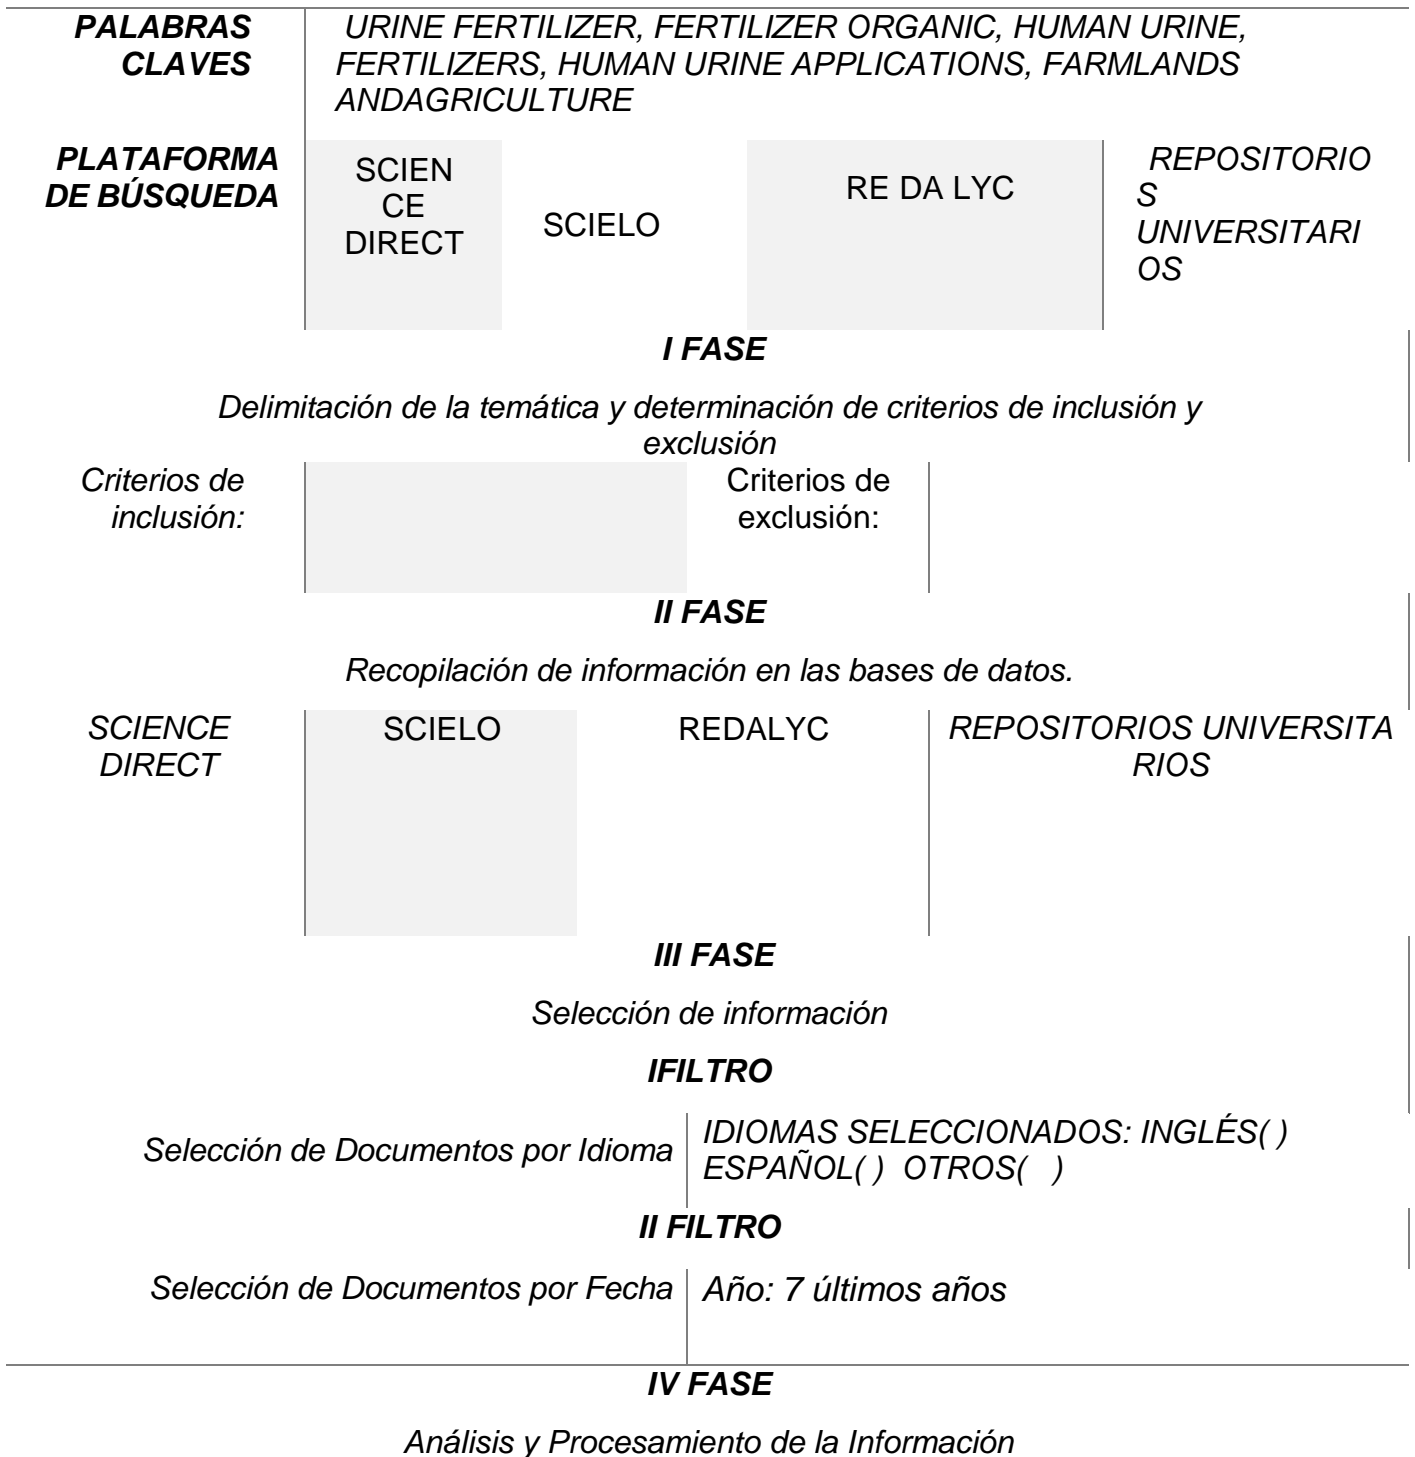 PALABRAS
CLAVES
URINE FERTILIZER, FERTILIZER ORGANIC, HUMAN URINE,
FERTILIZERS, HUMAN URINE APPLICATIONS, FARMLANDS
ANDAGRICULTURE
PLATAFORMA
DE BÚSQUEDA
SCIEN
CE
DIRECT
SCIELO
RE DA LYC
REPOSITORIO
S
UNIVERSITARI
OS
I FASE
Delimitación de la temática y determinación de criterios de inclusión y
exclusión
Criterios de
inclusión:
Criterios de
exclusión:
II FASE
Recopilación de información en las bases de datos.
SCIENCE
DIRECT
SCIELO
REDALYC
REPOSITORIOS UNIVERSITA
RIOS
III FASE
Selección de información
IFILTRO
Selección de Documentos por Idioma
IDIOMAS SELECCIONADOS: INGLÉS( )
ESPAÑOL( ) OTROS( )
II FILTRO
Selección de Documentos por Fecha
Año: 7 últimos años
IV FASE
Análisis y Procesamiento de la Información